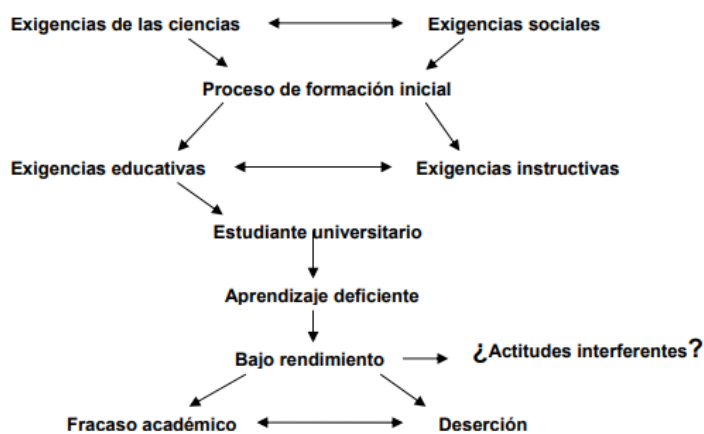 Exigencias de las ciencias
Exigencias sociales
Proceso de formación inicial
Exigencias educativas
Exigencias instructivas
Estudiante universitario
Aprendizaje deficiente
Bajo rendimiento
¿Actitudes interferentes?
Fracaso académico
Deserción